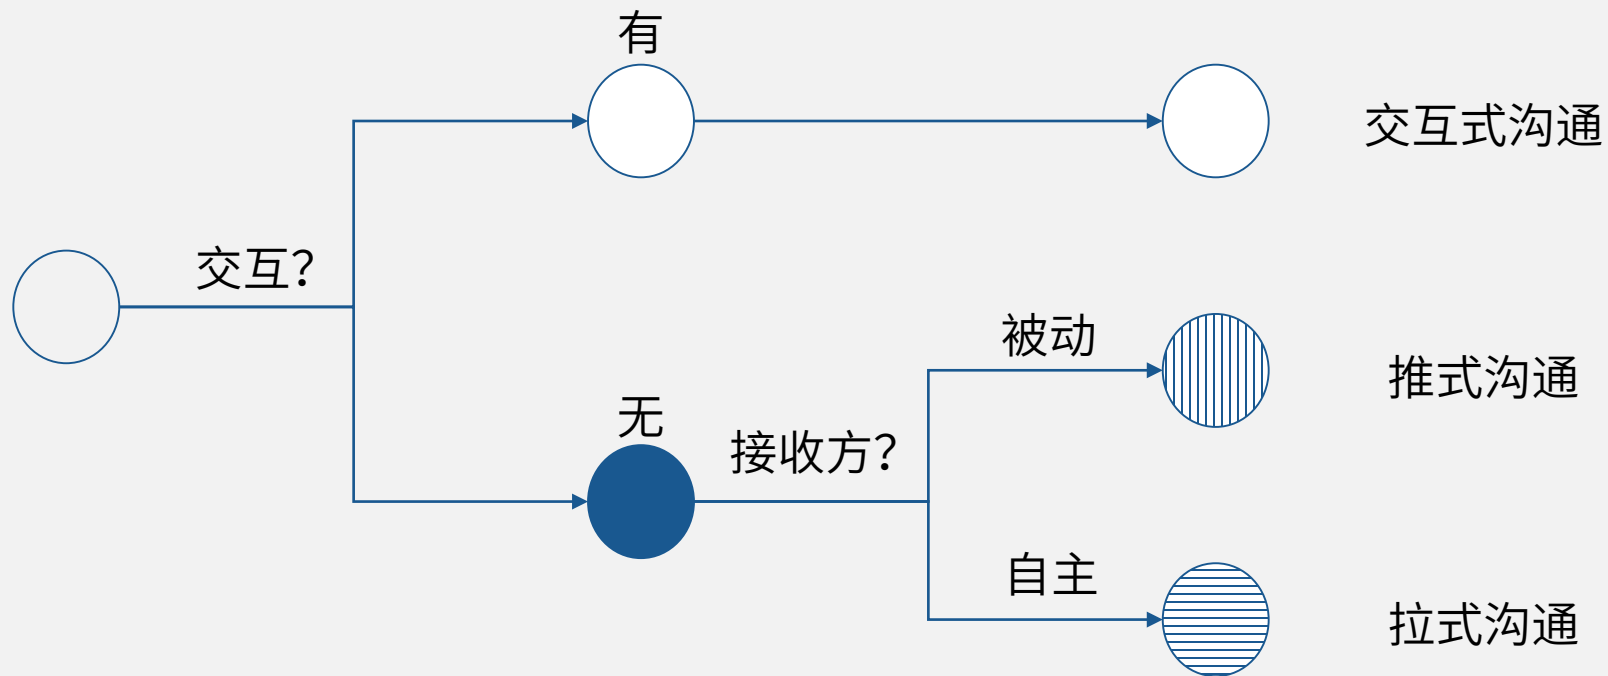 有
交互式沟通
交互?
被动
推式沟通
无
接收方?
自主
拉式沟通